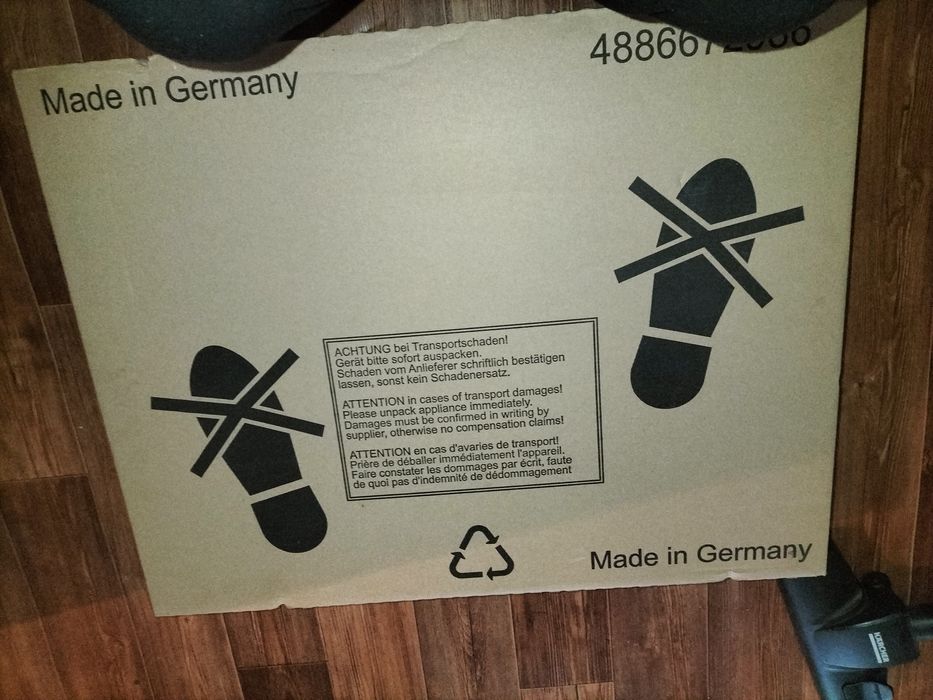 Made in Germany
ACHTUNG bei Transportschaden!
Gerät bitte sofort auspacken.
Schaden vom Anlieferer schriftlich bestätigen
lassen, sonst kein Schadenersatz.
ATTENTION in cases of transport damages!
Please unpack appliance immediately.
Damages must be confirmed in writing by
supplier, otherwise no compensation claims!
ATTENTION en cas d'avaries de transport!
Prière de déballer immédiatement l'appareil.
Faire constater les dommages par écrit, faute
de quoi pas d'indemnité de dédommagement
Made in Germany
KÄRCHER